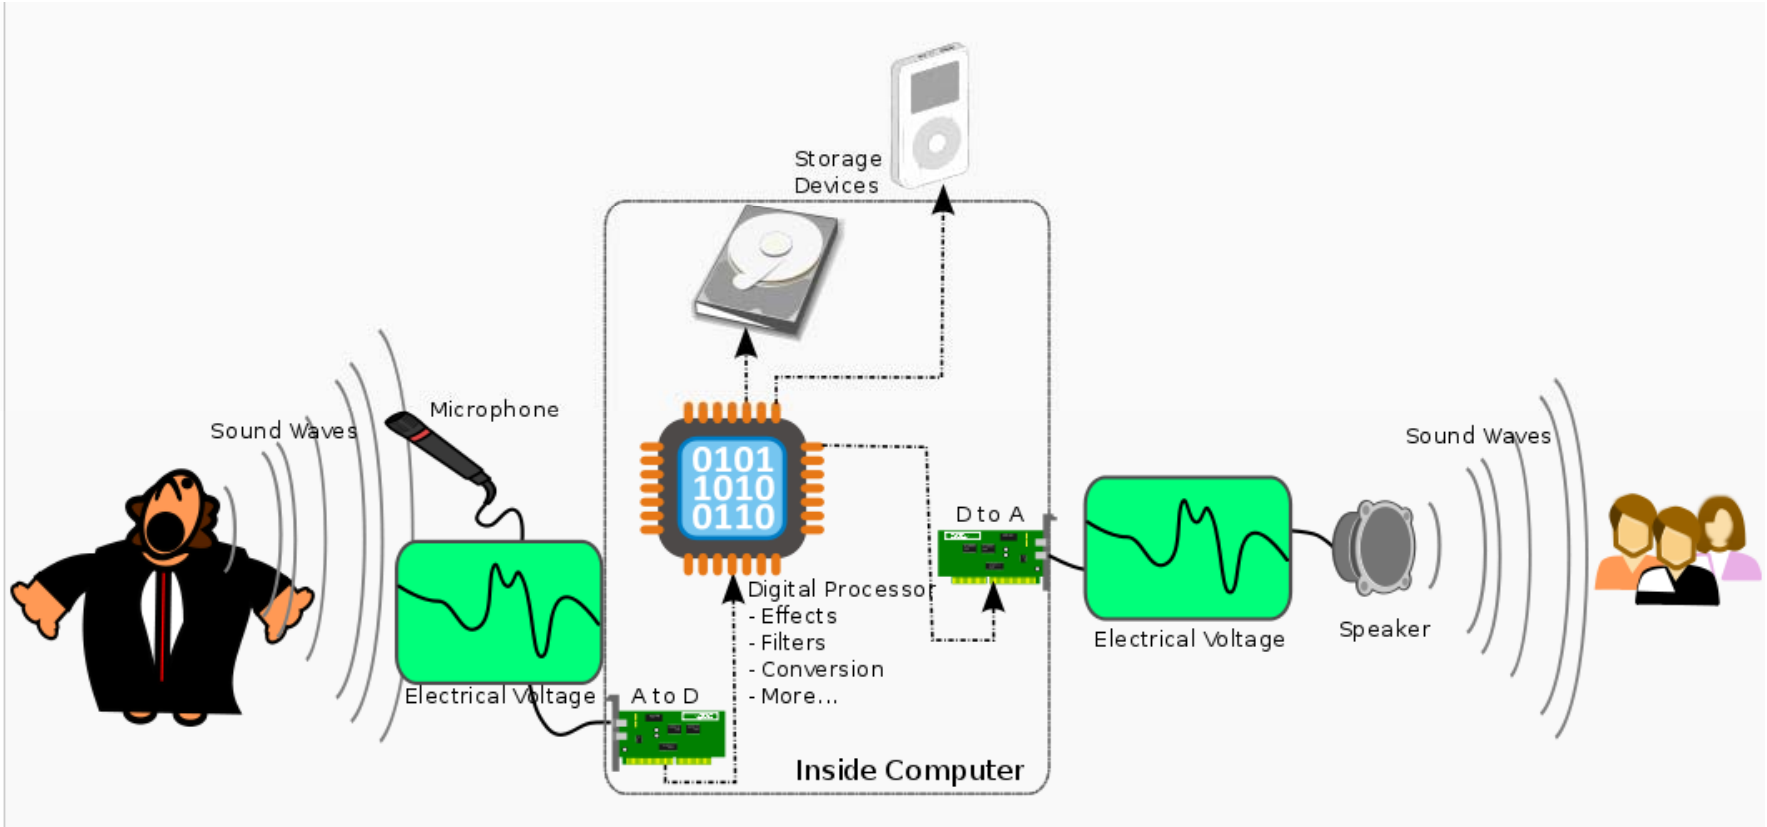 Storage
Devices
Microphone
Sound Waves
Sound Waves
0101
1010
0110
D to A
Digital Processor
- Effects
- Filters
- Conversion
- More...
Electrical Voltage
Speaker
Electrical Voltage
A to D
Inside Computer